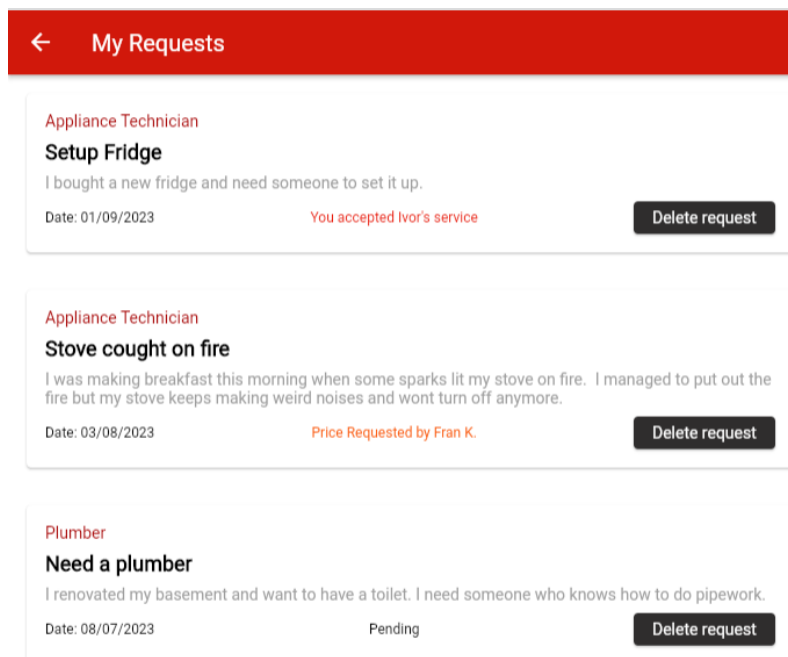 My Requests
Appliance Technician
Setup Fridge
I bought a new fridge and need someone to set it up.
Date: 01/09/2023 You accepted Ivor's service Delete request
Appliance Technician
Stove cought on fire
I was making breakfast this morning when some sparks lit my stove on fire.  I managed to put out the
fire but my stove keeps making weird noises and wont turn off anymore.
Date: 03/08/2023 Price Requested by Fran K. Delete request
Plumber
Need a plumber
I renovated my basement and want to have a toilet. I need someone who knows how to do pipework.
Date: 08/07/2023 Pending Delete request